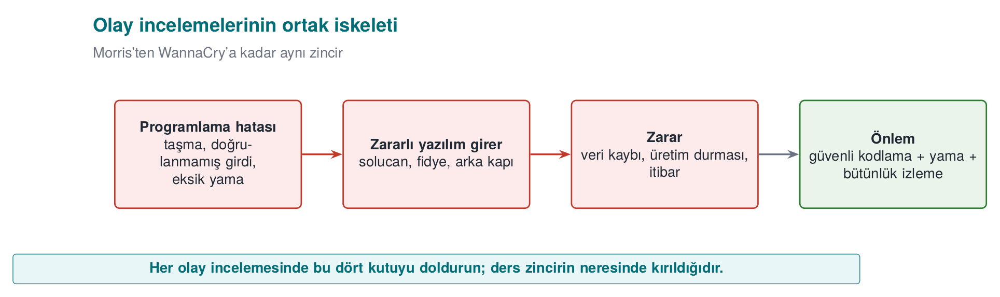 Olay incelemelerinin ortak iskeleti
Morris’ten WannaCry’a kadar aynı zincir
Programlama hatası
taşma, doğru-
lanmamış girdi,
eksik yama
Zararlı yazılım girer
solucan, fidye, arka kapı
Zarar
veri kaybı, üretim durması,
itibar
Önlem
güvenli kodlama + yama +
bütünlük izleme
Her olay incelemesinde bu dört kutuyu doldurun; ders zincirin neresinde kırıldığıdır.